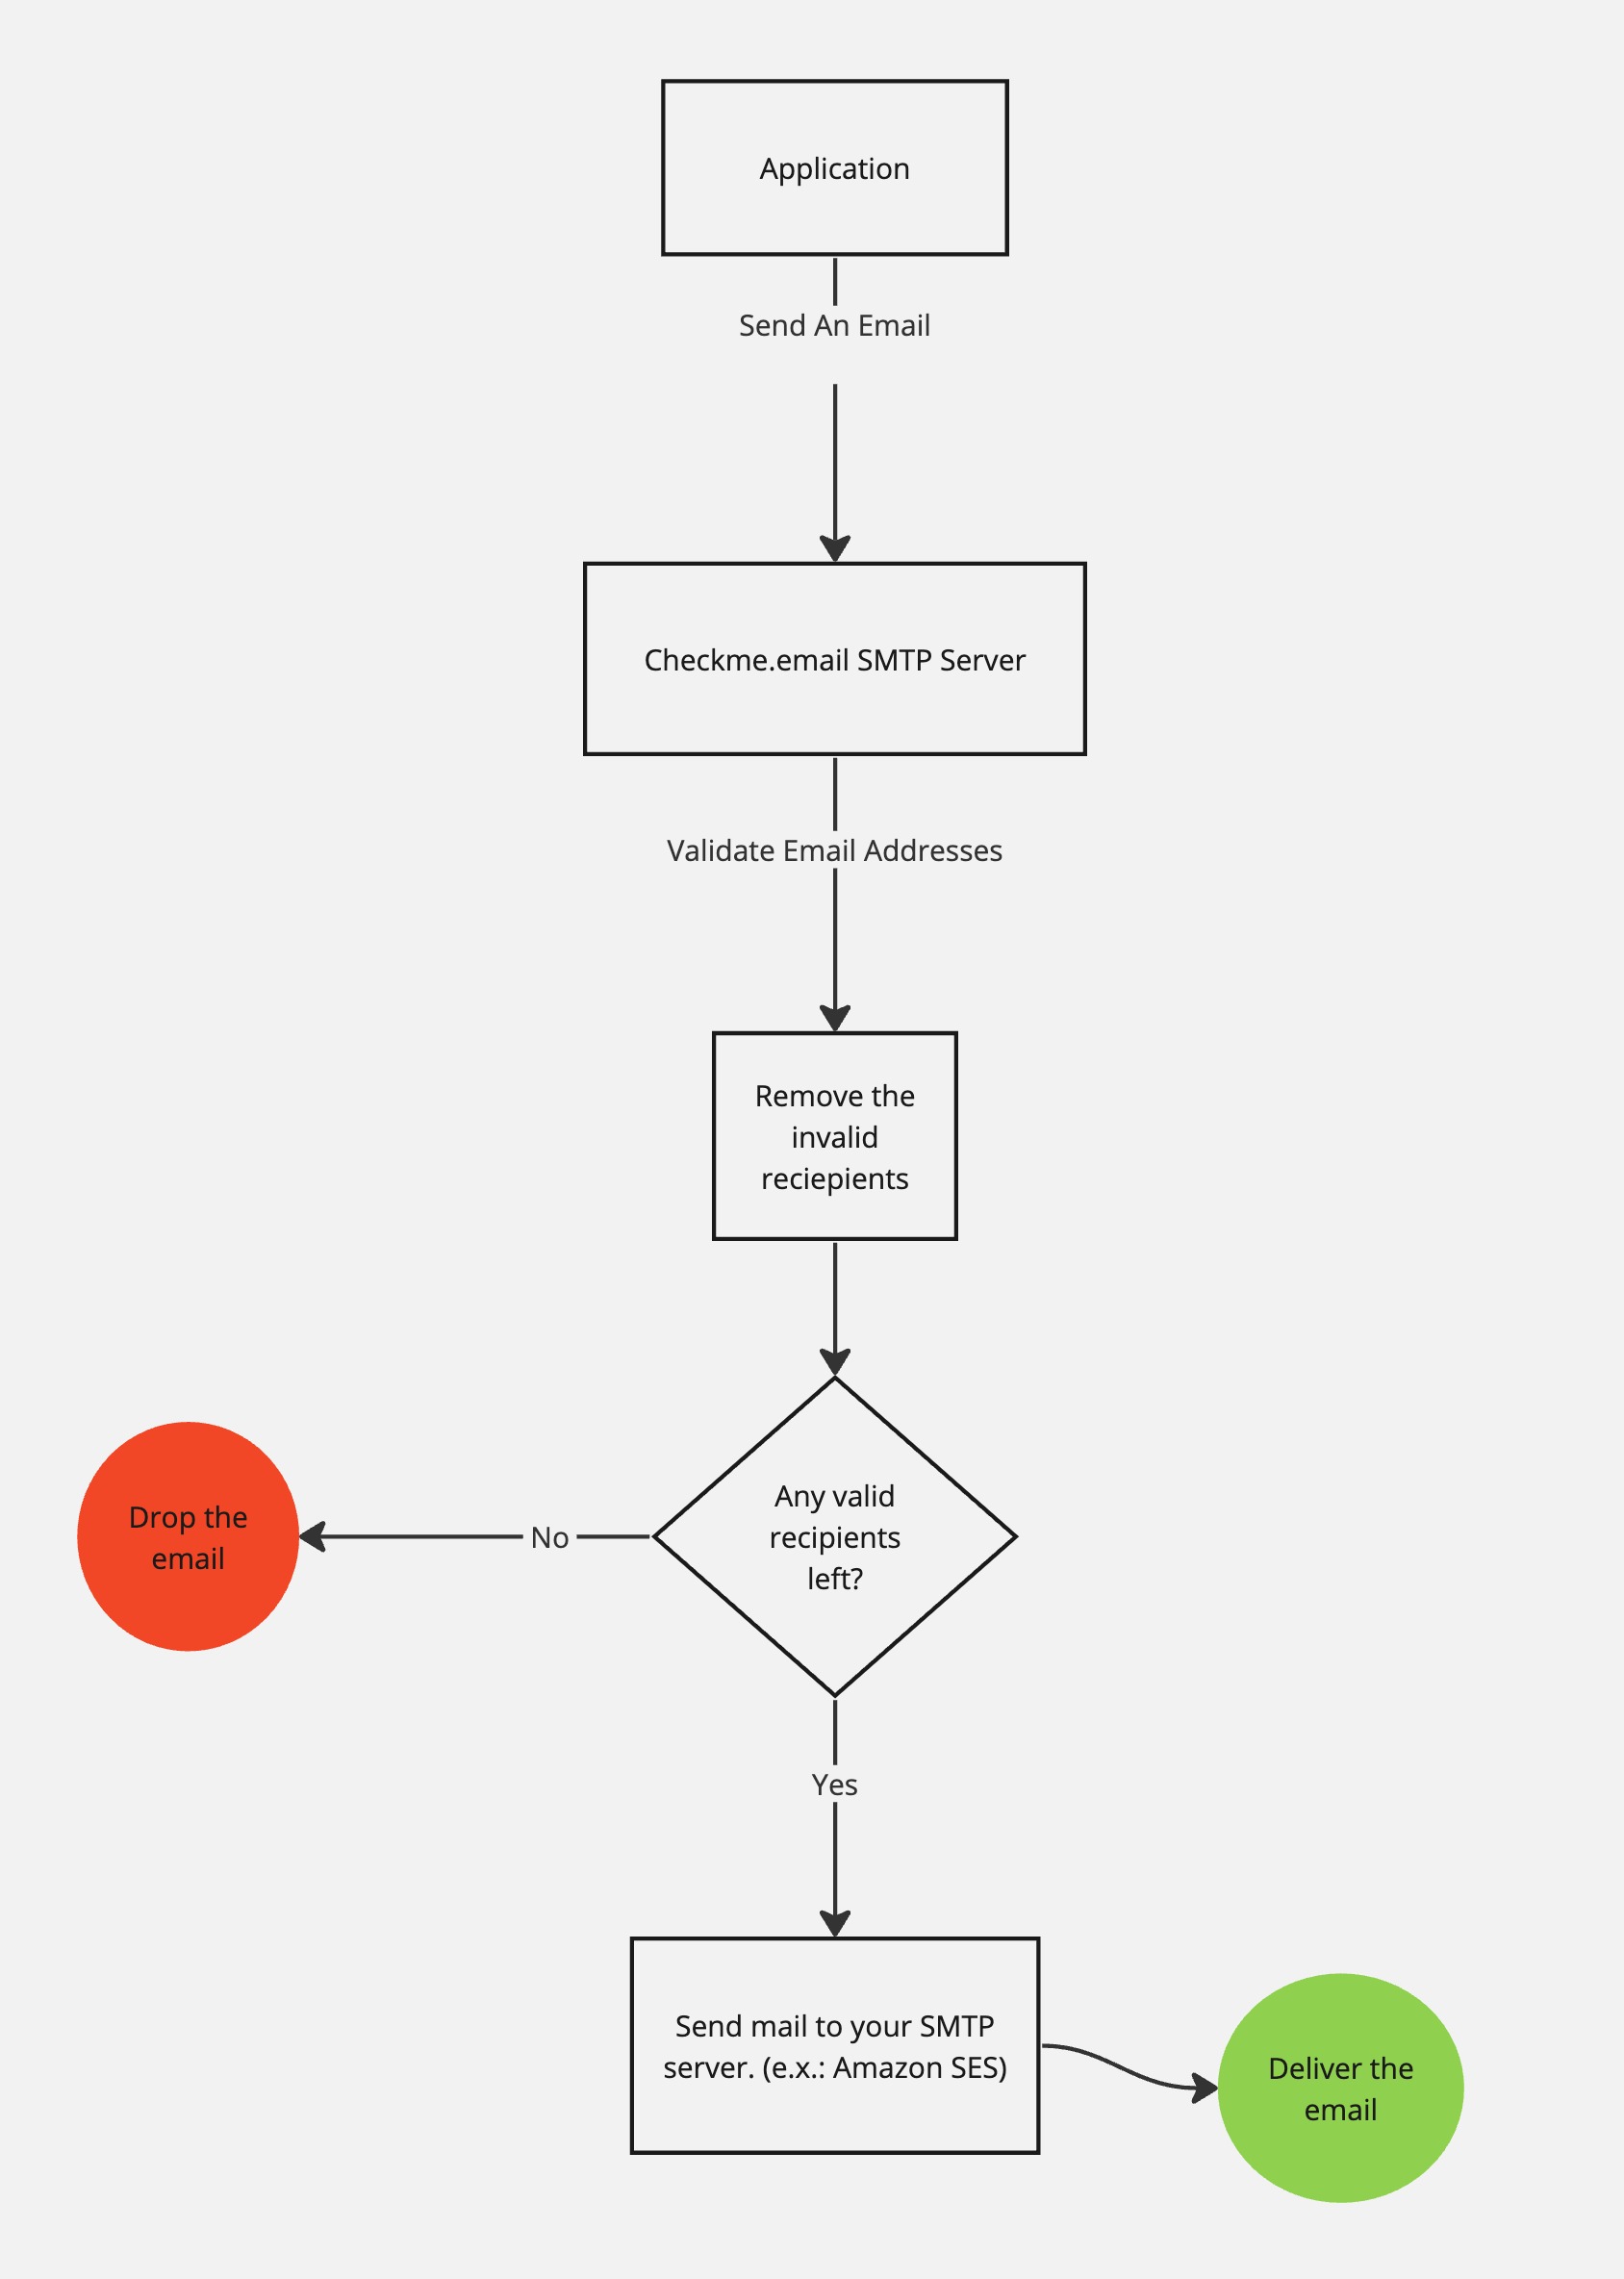 Application
Send An Email
Checkme.email SMTP Server
Validate Email Addresses
Remove the
invalid
reciepients
Any valid
recipients
left?
No
Drop the
email
Yes
Send mail to your SMTP
server. (e.x.: Amazon SES)
Deliver the
email